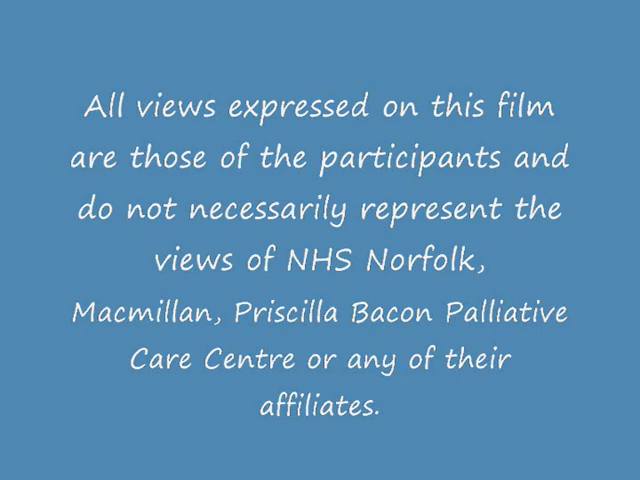 All views expressed on this film
are those of the participants and
do not necessarily represent the
views of NHS Norfolk,
Macmillan, Priscilla Bacon Palliative
Care Centre or any of their
affiliates.